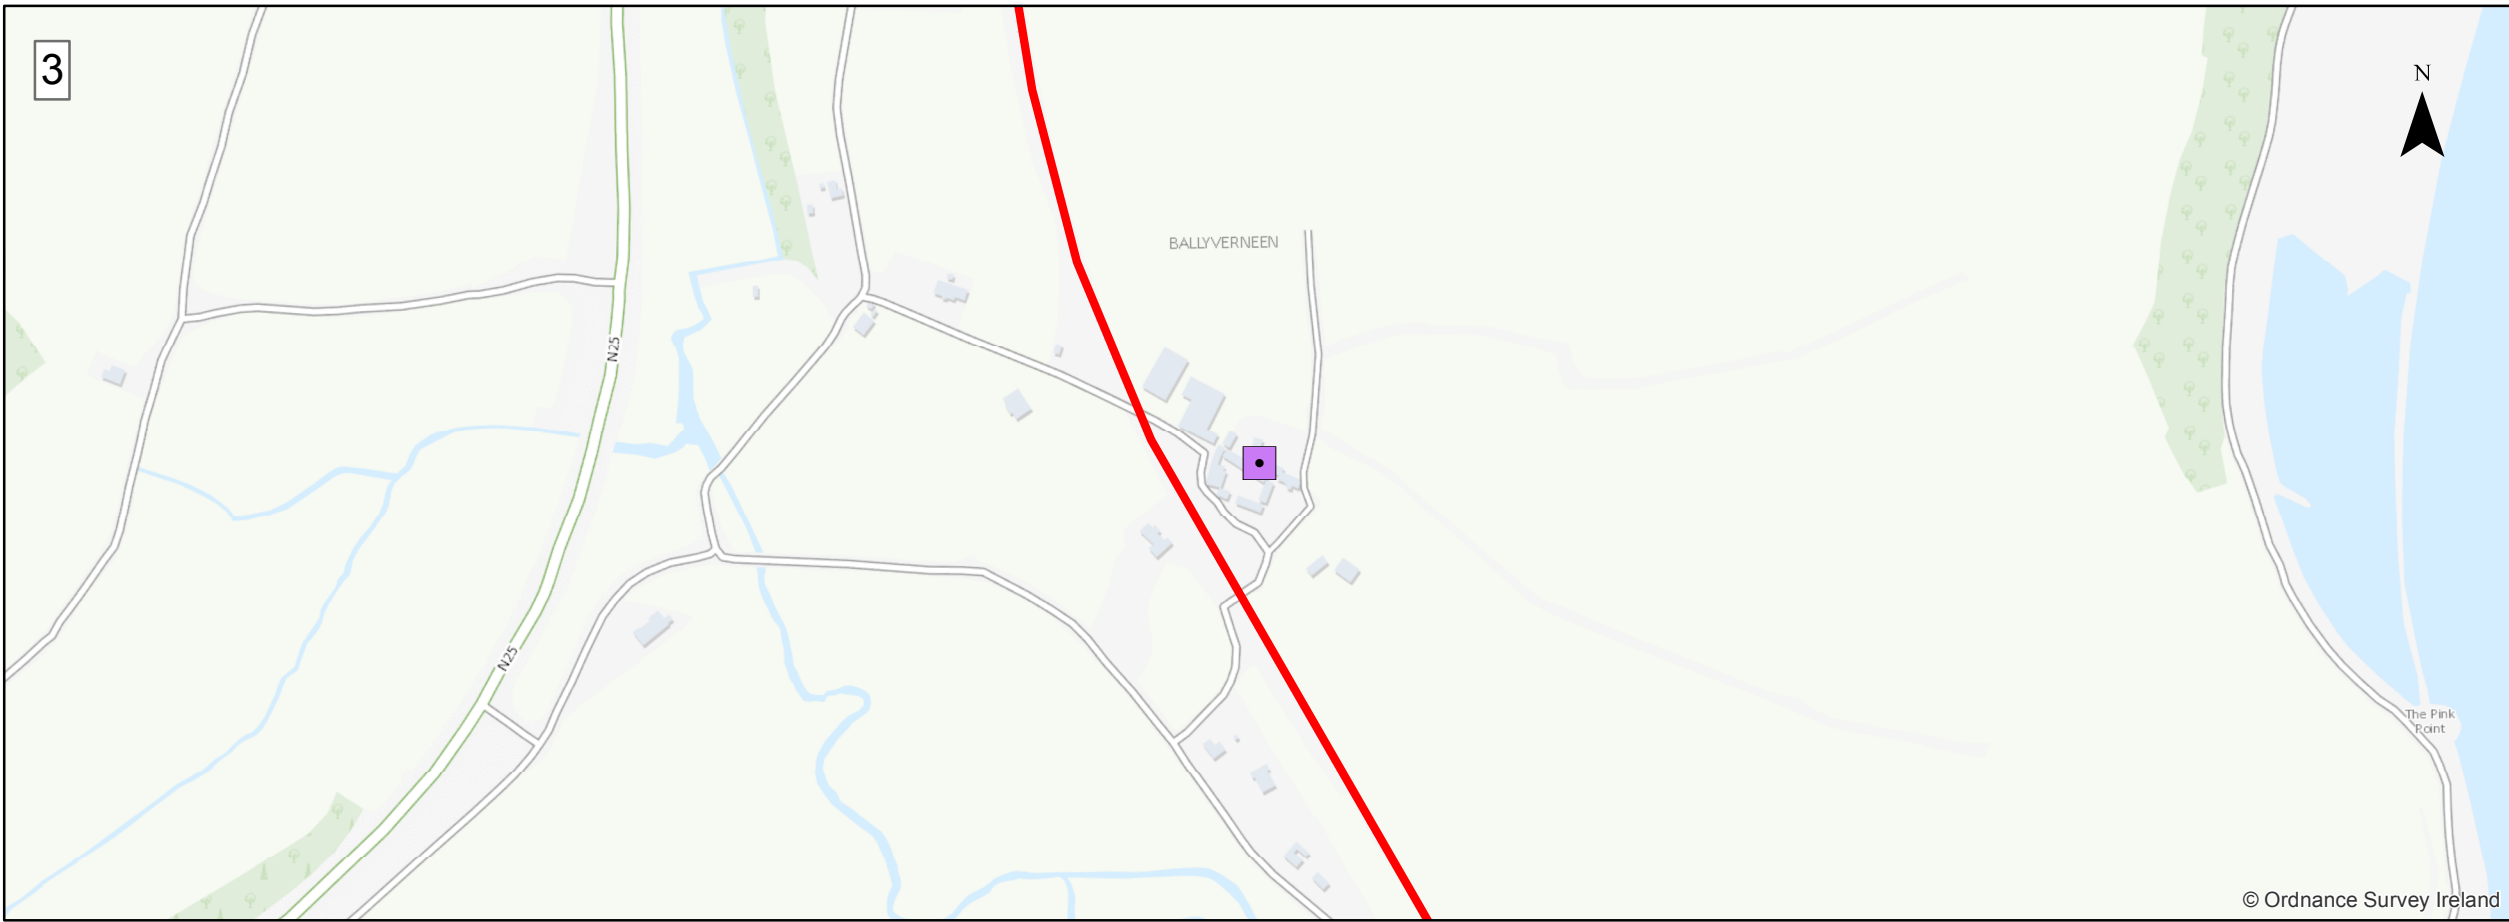 3
N
BALLYVERNEEN
N25
N25
The Pink
Point
© Ordnance Survey Ireland